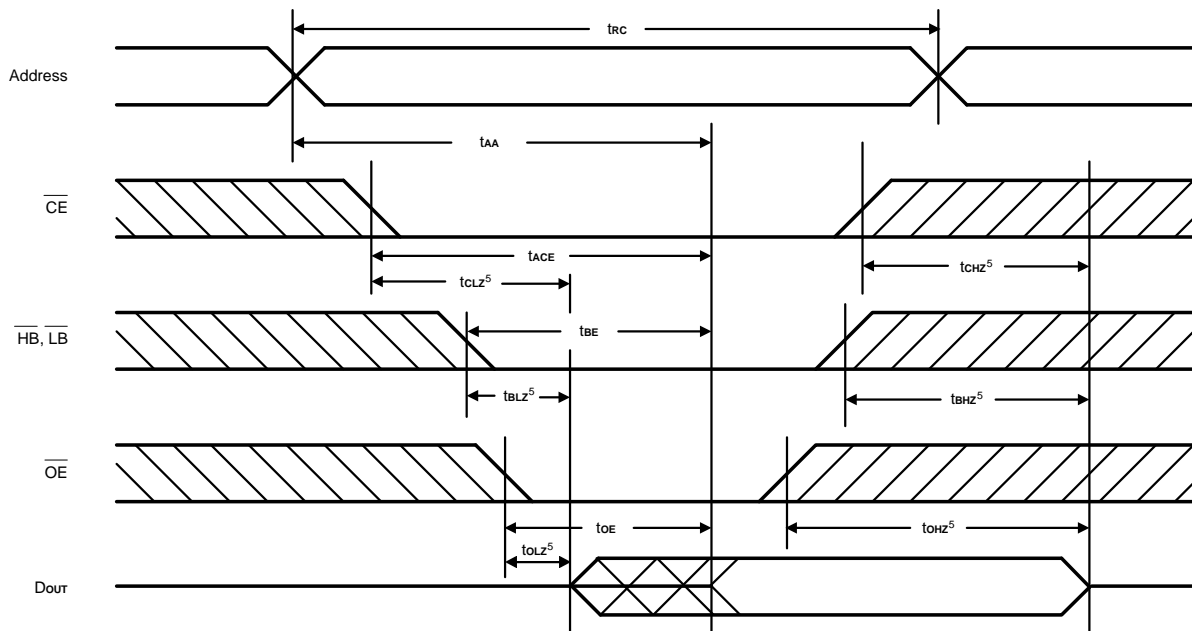 tRC
Address
tAA
CE
tACE
tCLZ5
tCHZ5
HB, LB
tBE
tBLZ5
tBHZ5
OE
tOE
tOHZ5
tOLZ5
DOUT